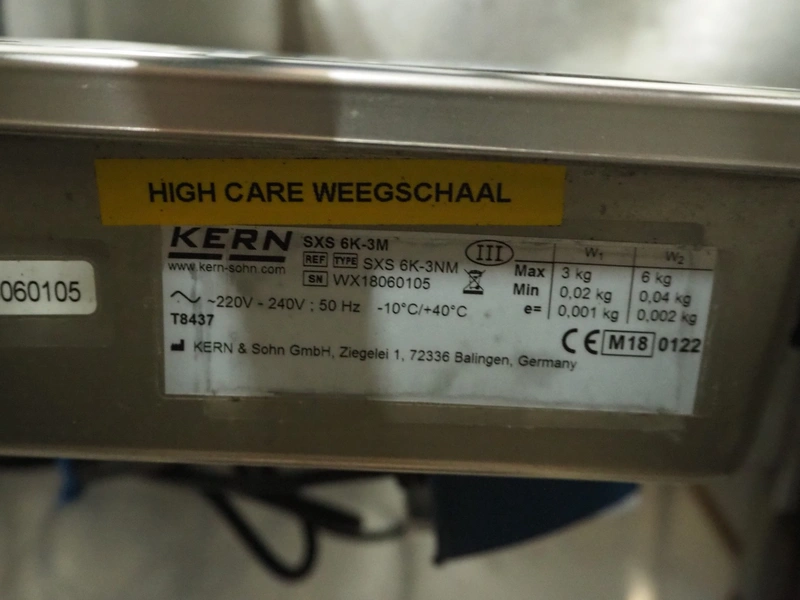 HIGH CARE WEEGSCHAAL
KERN
www.kern-sohn.com
SXS 6K-3M
REF TYPE SXS 6K-3NM
SN WX18060105
~220V - 240V ; 50 Hz -10°C/+40°C
T8437
KERN & Sohn GmbH, Ziegelei 1, 72336 Balingen, Germany
III
W1 W2
Max 3 kg 6 kg
Min 0,02 kg 0,04 kg
e= 0,001 kg 0,002 kg
CE M18 0122
060105